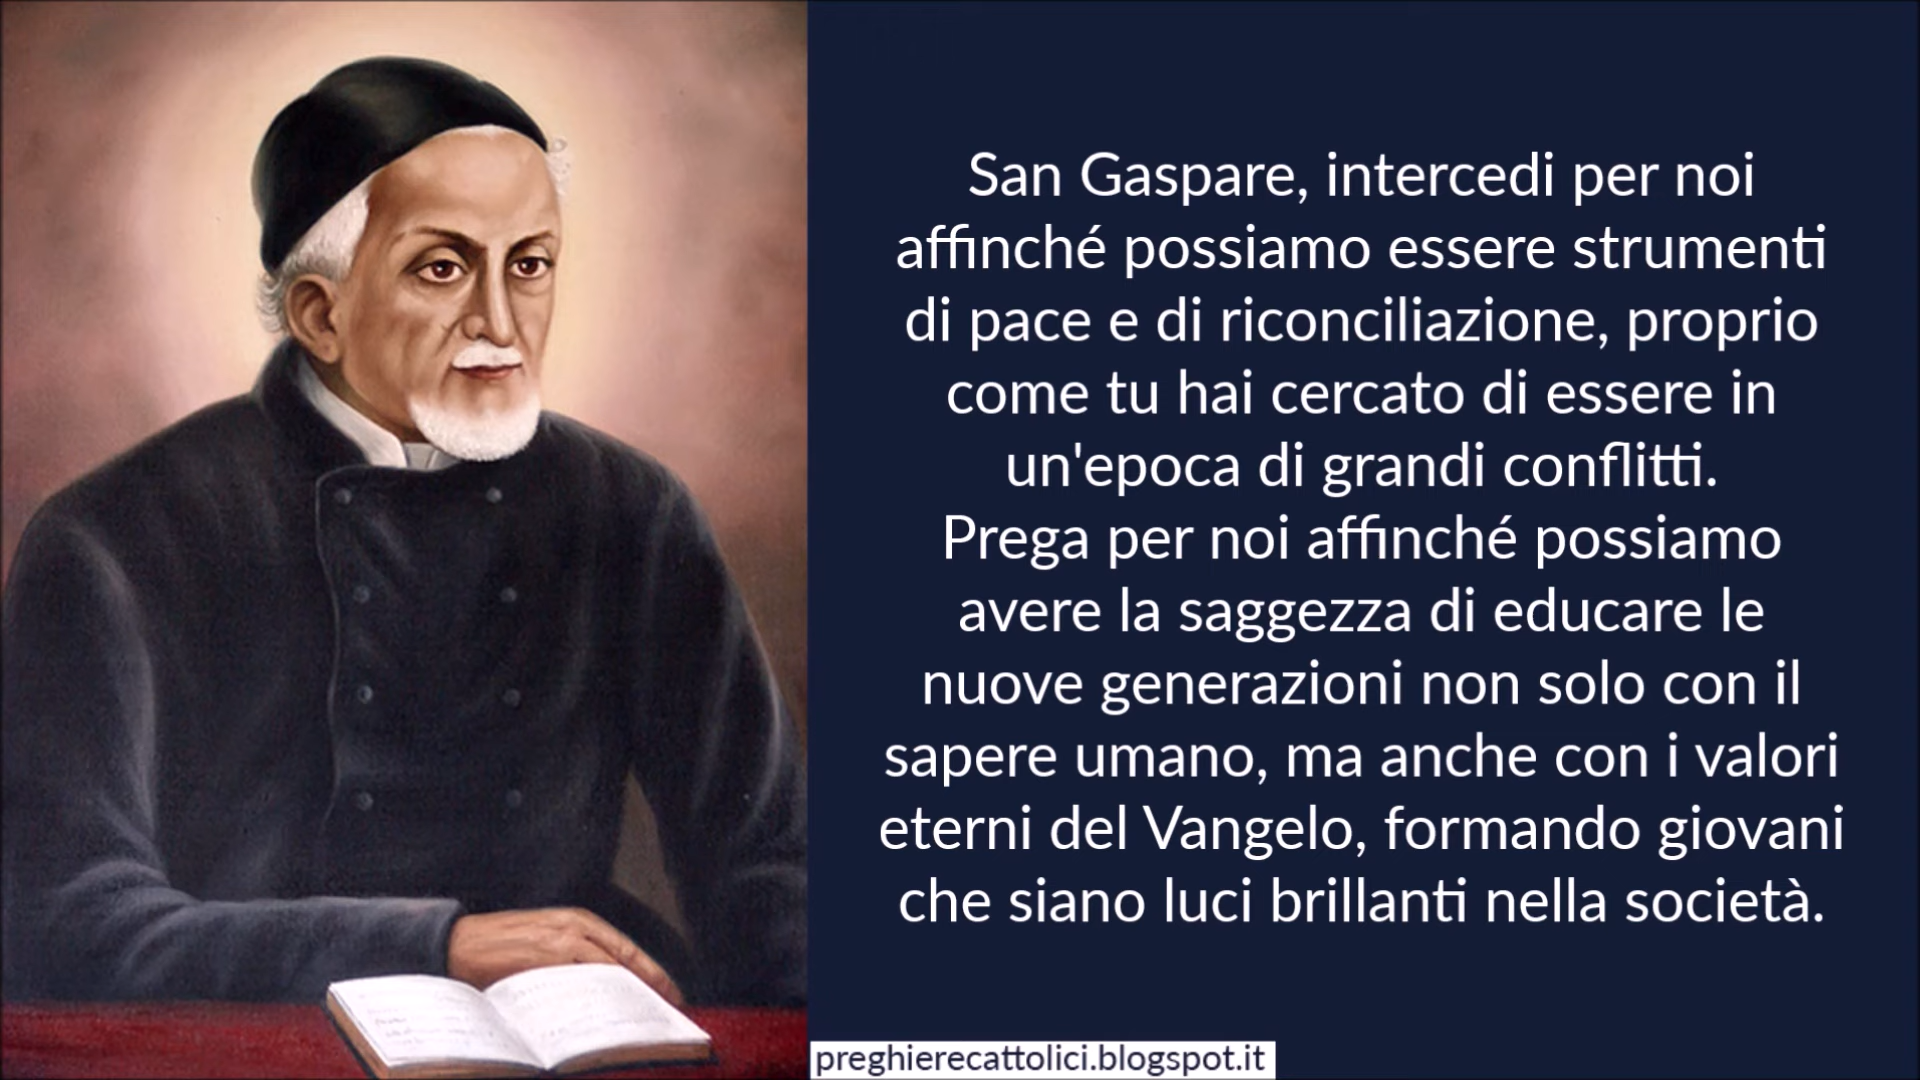 San Gaspare, intercedi per noi
affinché possiamo essere strumenti
di pace e di riconciliazione, proprio
come tu hai cercato di essere in
un'epoca di grandi conflitti.
Prega per noi affinché possiamo
avere la saggezza di educare le
nuove generazioni non solo con il
sapere umano, ma anche con i valori
eterni del Vangelo, formando giovani
che siano luci brillanti nella società.
preghierecattolici.blogspot.it